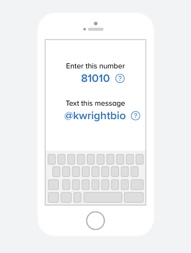 Enter this number
81010 ?
Text this message
@kwrightbio ?